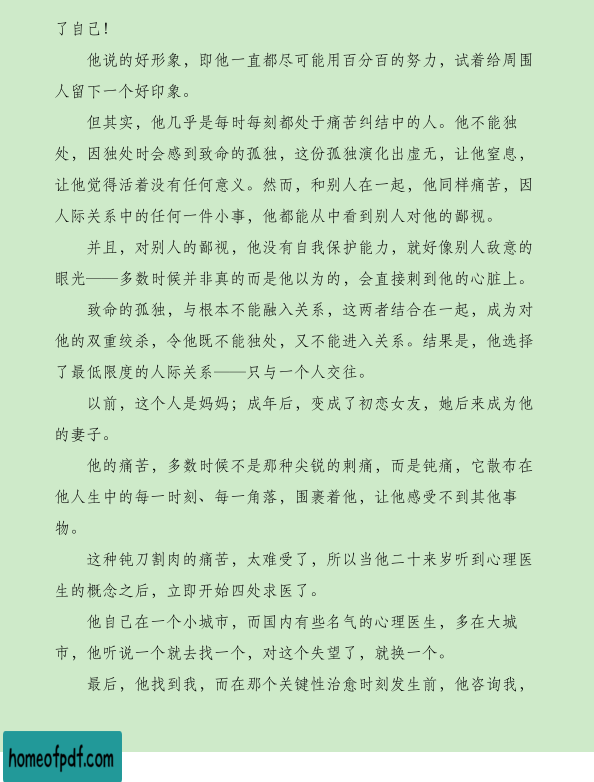 了自己！
他说的好形象，即他一直都尽可能用百分百的努力，试着给周围
人留下一个好印象。
但其实，他几乎是每时每刻都处于痛苦纠结中的人。他不能独
处，因独处时会感到致命的孤独，这份孤独演化出虚无，让他窒息，
让他觉得活着没有任何意义。然而，和别人在一起，他同样痛苦，因
人际关系中的任何一件小事，他都能从中看到别人对他的鄙视。
并且，对别人的鄙视，他没有自我保护能力，就好像别人敌意的
眼光——多数时候并非真的而是他以为的，会直接刺到他的心脏上。
致命的孤独，与根本不能融入关系，这两者结合在一起，成为对
他的双重绞杀，令他既不能独处，又不能进入关系。结果是，他选择
了最低限度的人际关系——只与一个人交往。
以前，这个人是妈妈；成年后，变成了初恋女友，她后来成为他
的妻子。
他的痛苦，多数时候不是那种尖锐的刺痛，而是钝痛，它散布在
他人生中的每一时刻、每一角落，围裹着他，让他感受不到其他事
物。
这种钝刀割肉的痛苦，太难受了，所以当他二十来岁听到心理医
生的概念之后，立即开始四处求医了。
他自己在一个小城市，而国内有些名气的心理医生，多在大城
市，他听说一个就去找一个，对这个失望了，就换一个。
最后，他找到我，而在那个关键性治愈时刻发生前，他咨询我，
homeofpdf.com